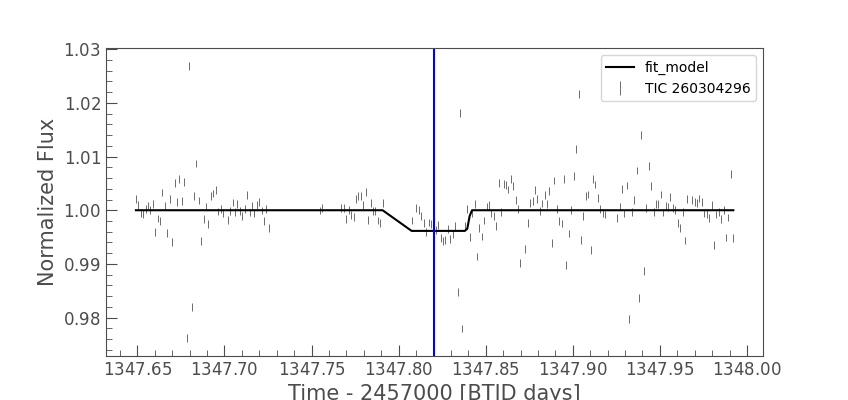 1.03
1.02
1.01
1.00
0.99
0.98
Normalized Flux
fit_model
TIC 260304296
1347.65 1347.70 1347.75 1347.80 1347.85 1347.90 1347.95 1348.00
Time - 2457000 [BTJD days]